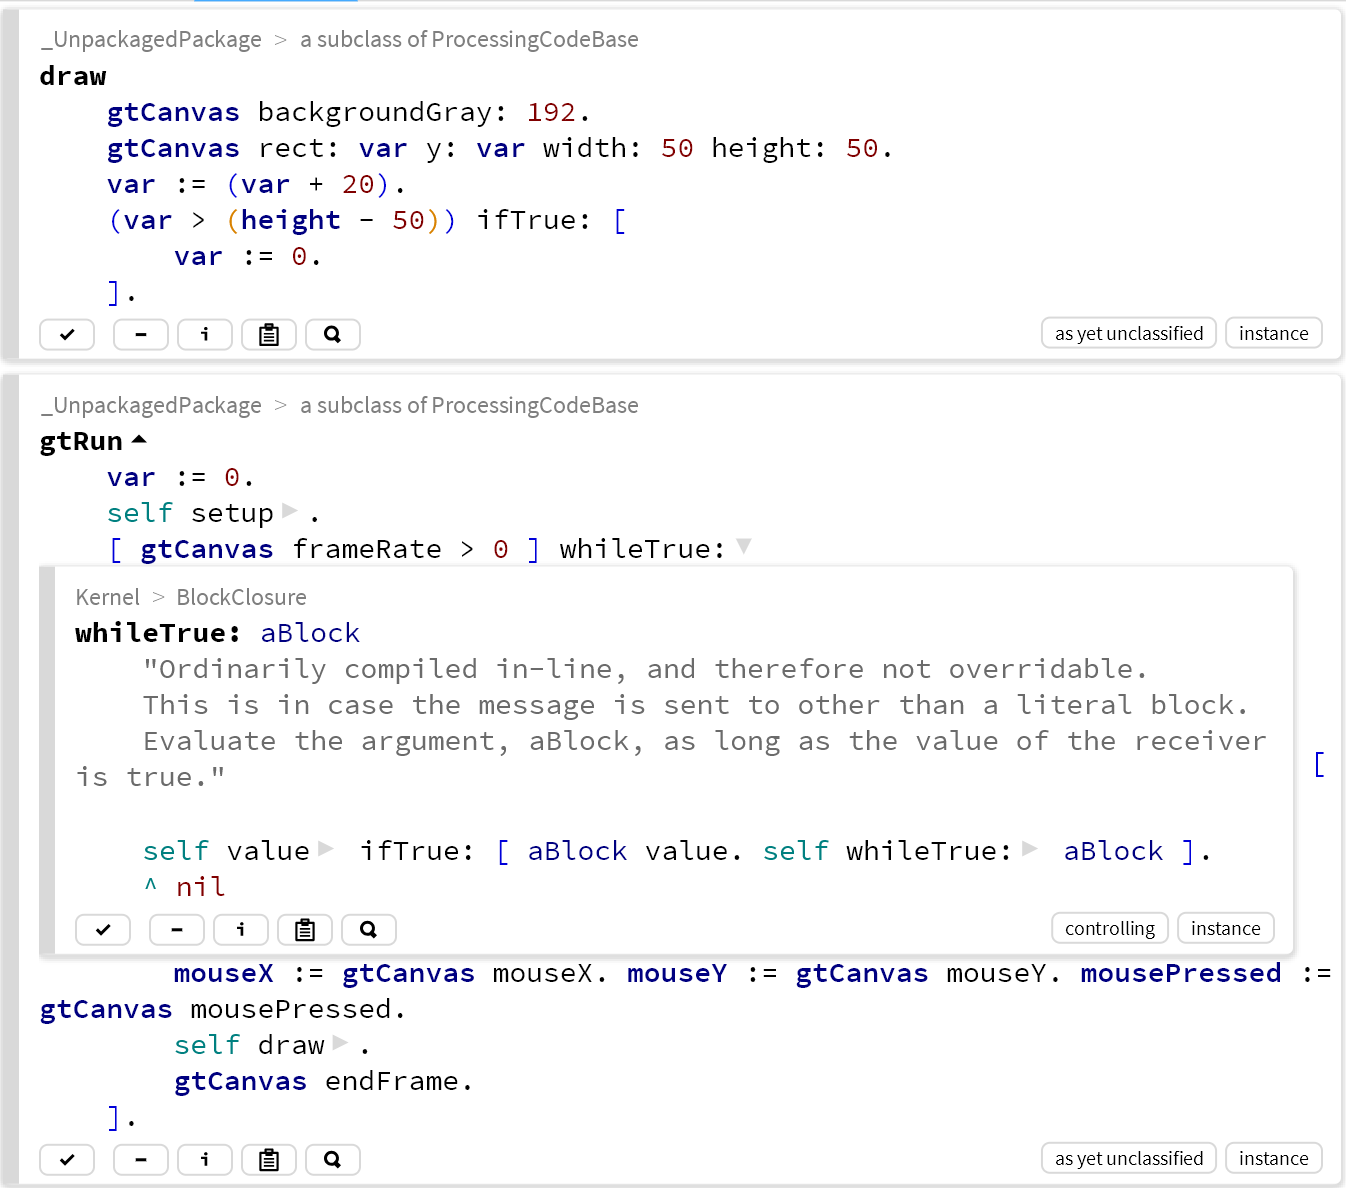 _UnpackagedPackage > a subclass of ProcessingCodeBase
draw
gtCanvas backgroundGray: 192.
gtCanvas rect: var y: var width: 50 height: 50.
var := (var + 20).
(var > (height - 50)) ifTrue: [
var := 0.
].
as yet unclassified instance
_UnpackagedPackage > a subclass of ProcessingCodeBase
gtRun
var := 0.
self setup .
[ gtCanvas frameRate > 0 ] whileTrue:
Kernel > BlockClosure
whileTrue: aBlock
"Ordinarily compiled in-line, and therefore not overridable.
This is in case the message is sent to other than a literal block.
Evaluate the argument, aBlock, as long as the value of the receiver
is true."
[
self value ifTrue: [ aBlock value. self whileTrue: aBlock ].
^ nil
controlling instance
mouseX := gtCanvas mouseX. mouseY := gtCanvas mouseY. mousePressed :=
gtCanvas mousePressed.
self draw .
gtCanvas endFrame.
].
as yet unclassified instance